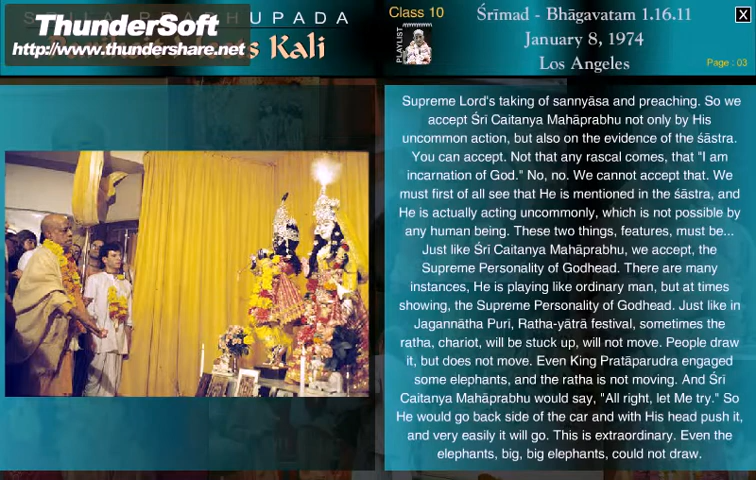 ThunderSoft
http://www.thundershare.net
HUPADA
Kali
Class 10
PLAYLIST
Śrīmad - Bhāgavatam 1.16.11
January 8, 1974
Los Angeles
X
Page : 03
Supreme Lord's taking of sannyāsa and preaching. So we
accept Śrī Caitanya Mahāprabhu not only by His
uncommon action, but also on the evidence of the śāstra.
You can accept. Not that any rascal comes, that "I am
incarnation of God." No, no. We cannot accept that. We
must first of all see that He is mentioned in the śāstra, and
He is actually acting uncommonly, which is not possible by
any human being. These two things, features, must be...
Just like Śrī Caitanya Mahāprabhu, we accept, the
Supreme Personality of Godhead. There are many
instances, He is playing like ordinary man, but at times
showing, the Supreme Personality of Godhead. Just like in
Jagannātha Puri, Ratha-yātrā festival, sometimes the
ratha, chariot, will be stuck up, will not move. People draw
it, but does not move. Even King Pratāparudra engaged
some elephants, and the ratha is not moving. And Śrī
Caitanya Mahāprabhu would say, "All right, let Me try." So
He would go back side of the car and with His head push it,
and very easily it will go. This is extraordinary. Even the
elephants, big, big elephants, could not draw.